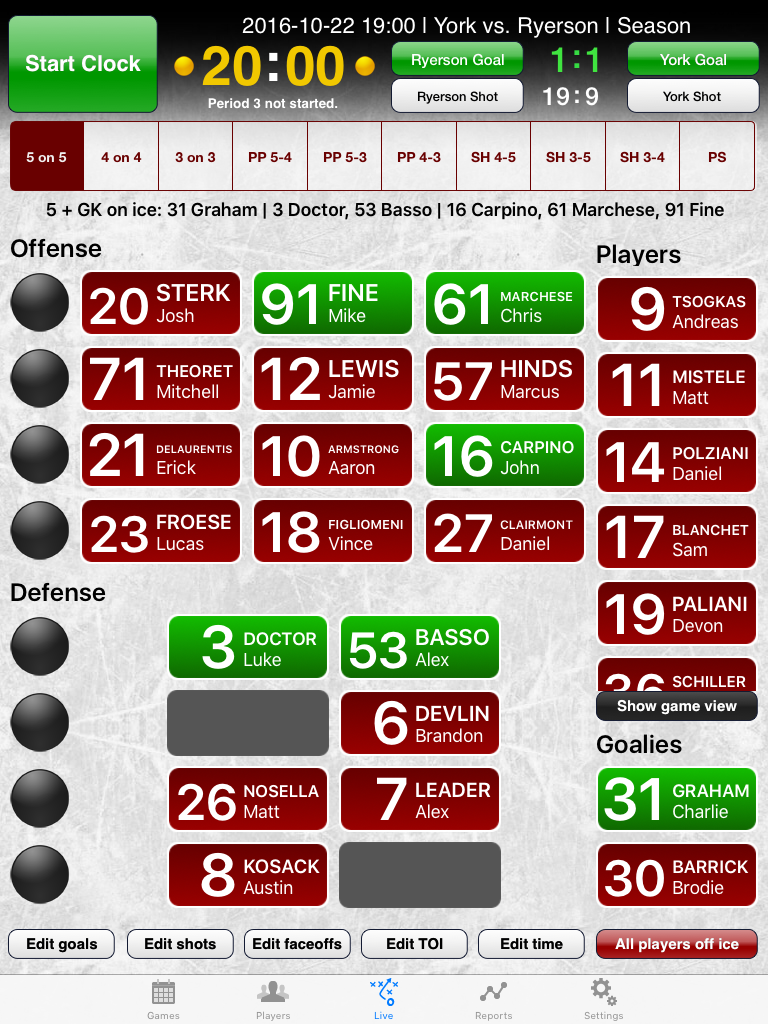 2016-10-22 19:00 | York vs. Ryerson | Season
Start Clock
20:00
Period 3 not started.
Ryerson Goal
1:1
York Goal
Ryerson Shot
19:9
York Shot
5 on 5
4 on 4
3 on 3
PP 5-4
PP 5-3
PP 4-3
SH 4-5
SH 3-5
SH 3-4
PS
5 + GK on ice: 31 Graham | 3 Doctor, 53 Basso | 16 Carpino, 61 Marchese, 91 Fine
Offense
20 STERK
Josh
91 FINE
Mike
61 MARCHESE
Chris
71 THEORET
Mitchell
12 LEWIS
Jamie
57 HINDS
Marcus
21 DELAURENTIS
Erick
10 ARMSTRONG
Aaron
16 CARPINO
John
23 FROESE
Lucas
18 FIGLIOMENI
Vince
27 CLAIRMONT
Daniel
Defense
3 DOCTOR
Luke
53 BASSO
Alex
6 DEVLIN
Brandon
26 NOSELLA
Matt
7 LEADER
Alex
8 KOSACK
Austin
Players
9 TSOGKAS
Andreas
11 MISTELE
Matt
14 POLZIANI
Daniel
17 BLANCHET
Sam
19 PALIANI
Devon
36 SCHILLER
Show game view
Goalies
31 GRAHAM
Charlie
30 BARRICK
Brodie
Edit goals
Edit shots
Edit faceoffs
Edit TOI
Edit time
All players off ice
Games
Players
Live
Reports
Settings